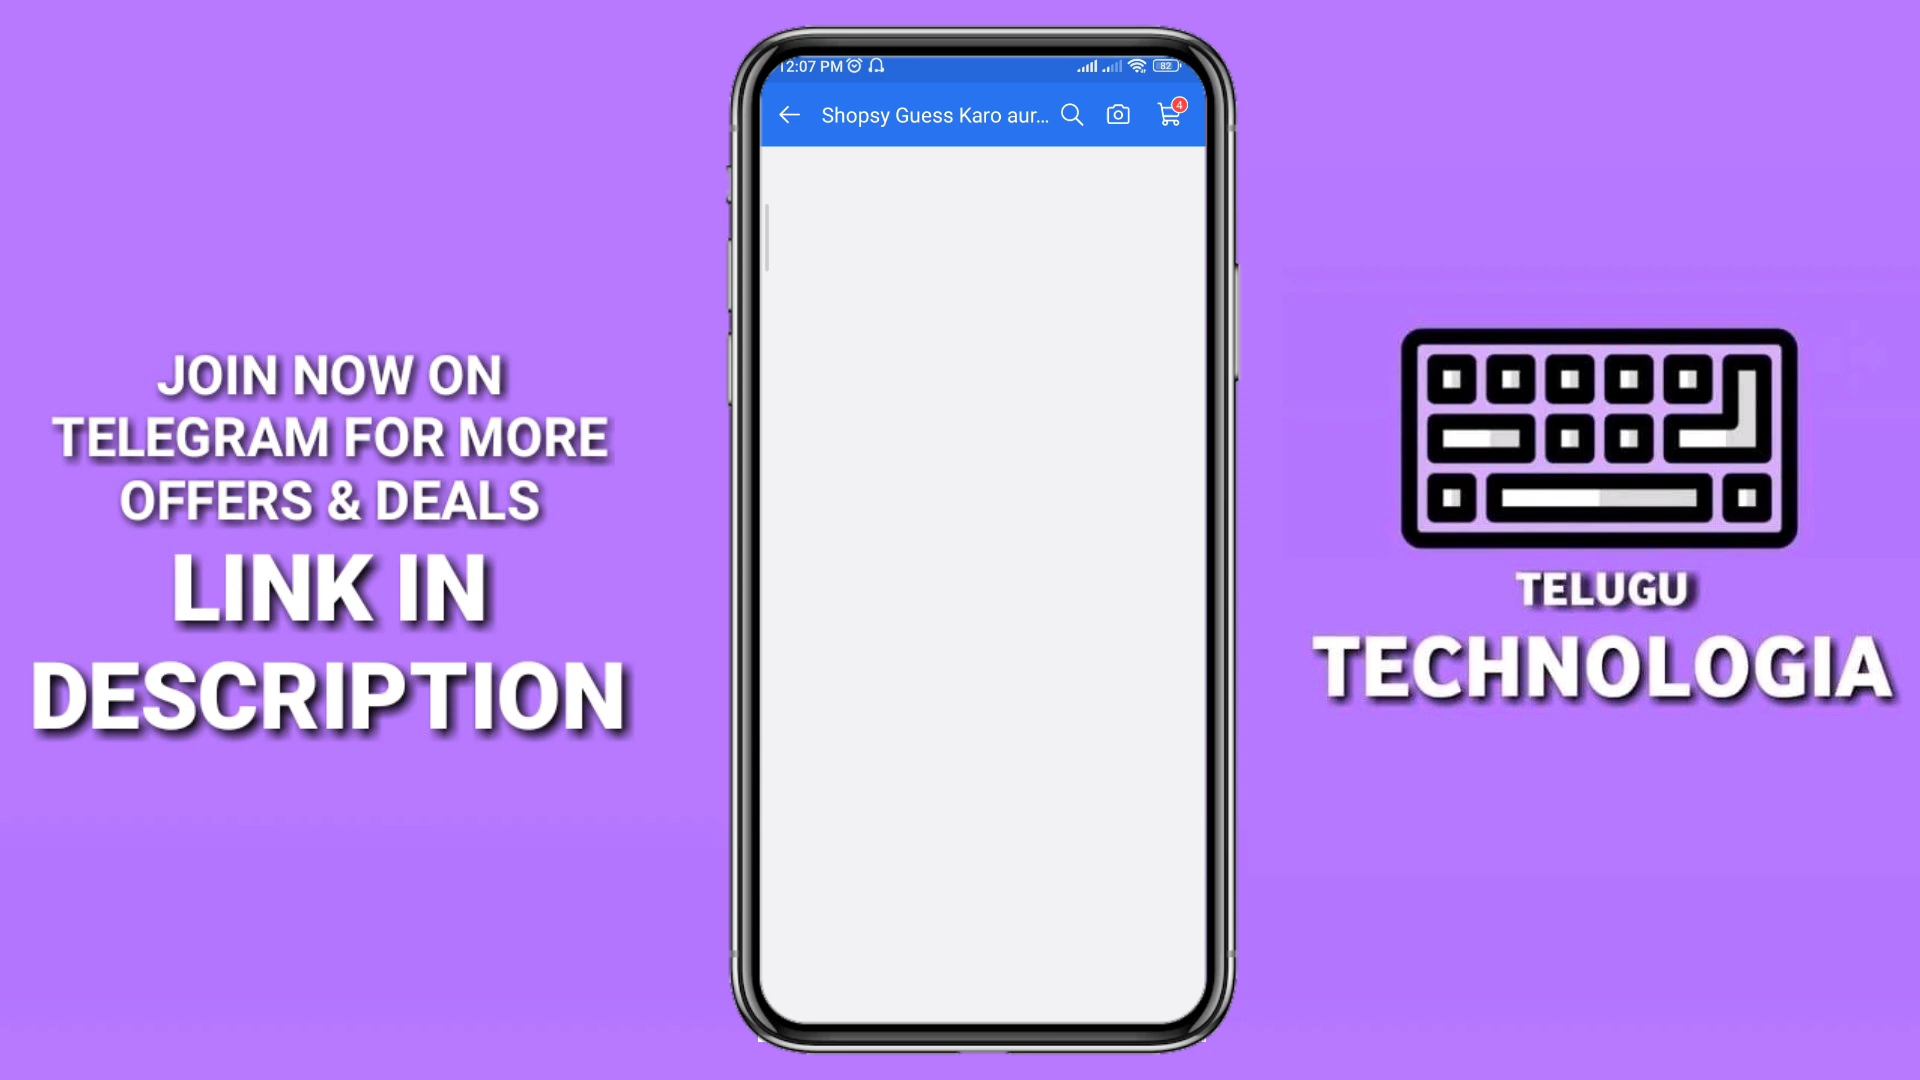 12:07 PM
82
Shopsy Guess Karo aur...
4
JOIN NOW ON
TELEGRAM FOR MORE
OFFERS & DEALS
LINK IN
DESCRIPTION
TELUGU
TECHNOLOGIA